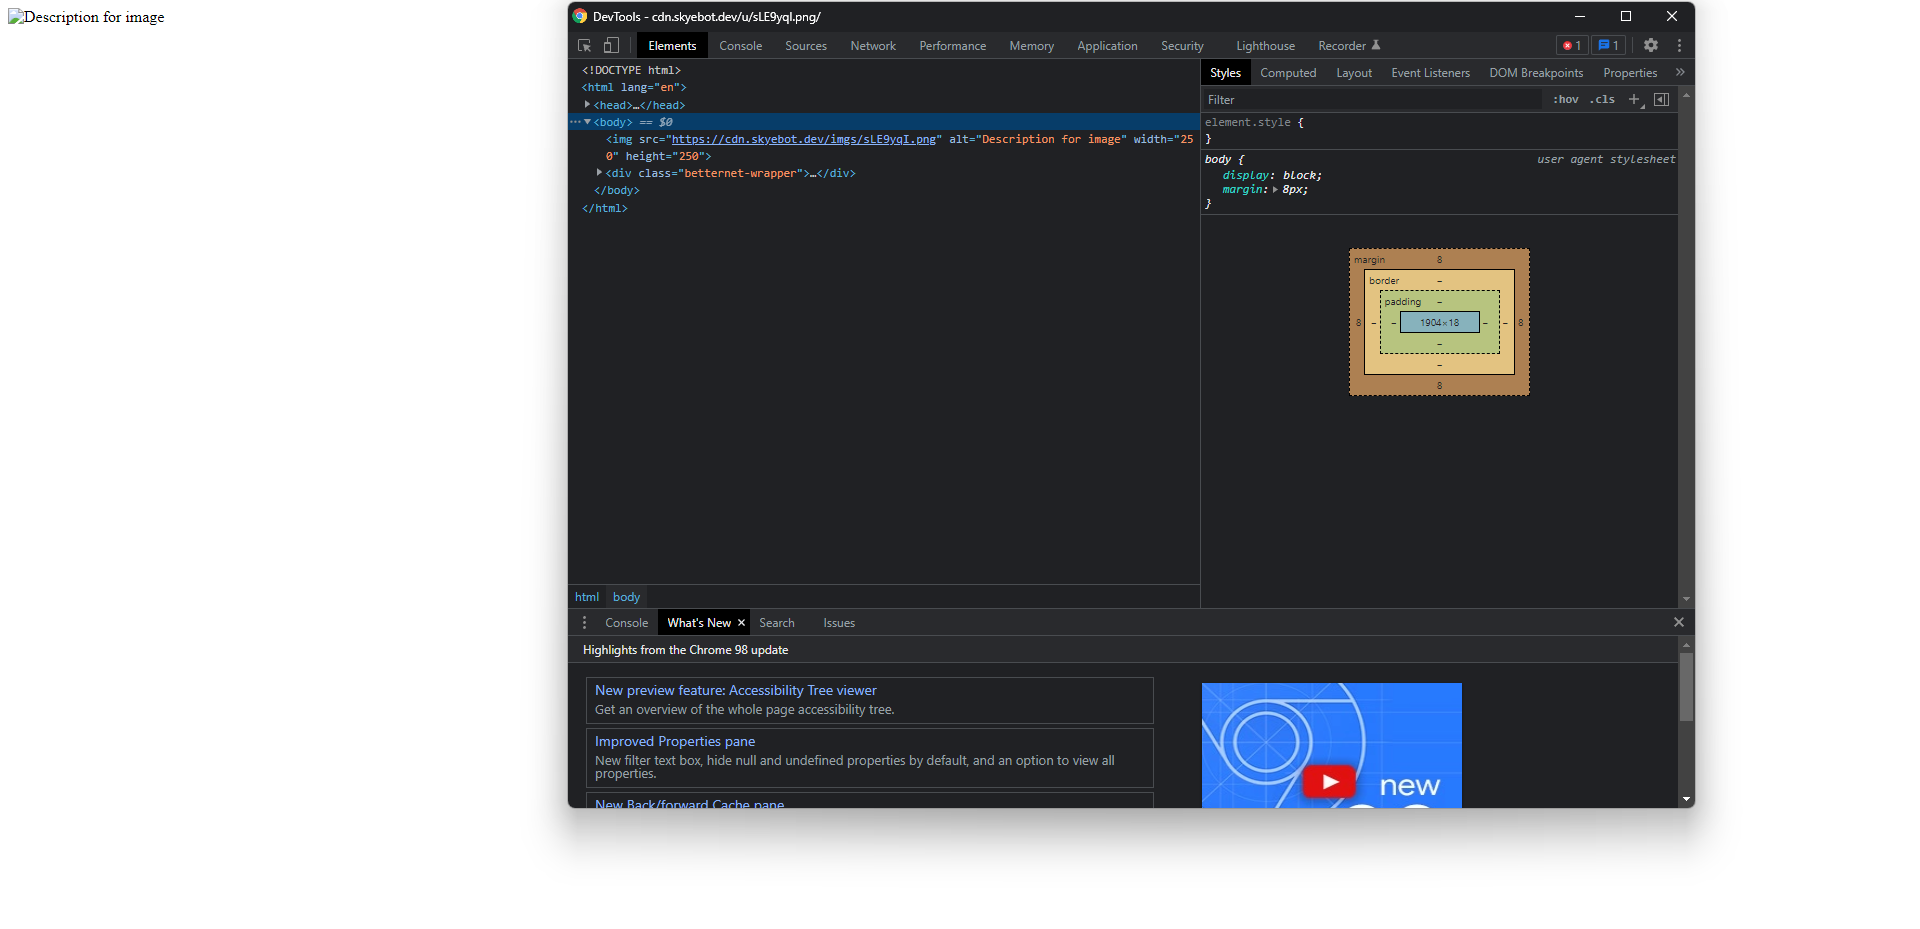 Description for image
DevTools - cdn.skyebot.dev/u/sLE9yqI.png/
Elements Console Sources Network Performance Memory Application Security Lighthouse Recorder 1 1
<!DOCTYPE html>
<html lang="en">
<head>…</head>
<body> == $0
<img src="https://cdn.skyebot.dev/imgs/sLE9yqI.png" alt="Description for image" width="25
0" height="250">
<div class="betternet-wrapper">…</div>
</body>
</html>
html body
Styles Computed Layout Event Listeners DOM Breakpoints Properties »
Filter :hov .cls +
element.style {
}
body { user agent stylesheet
display: block;
margin: 8px;
}
margin 8
border –
padding –
8 – – 1904×18 – – 8
–
–
8
Console What's New × Search Issues
Highlights from the Chrome 98 update
New preview feature: Accessibility Tree viewer
Get an overview of the whole page accessibility tree.
Improved Properties pane
New filter text box, hide null and undefined properties by default, and an option to view all
properties.
New Back/forward Cache pane
new